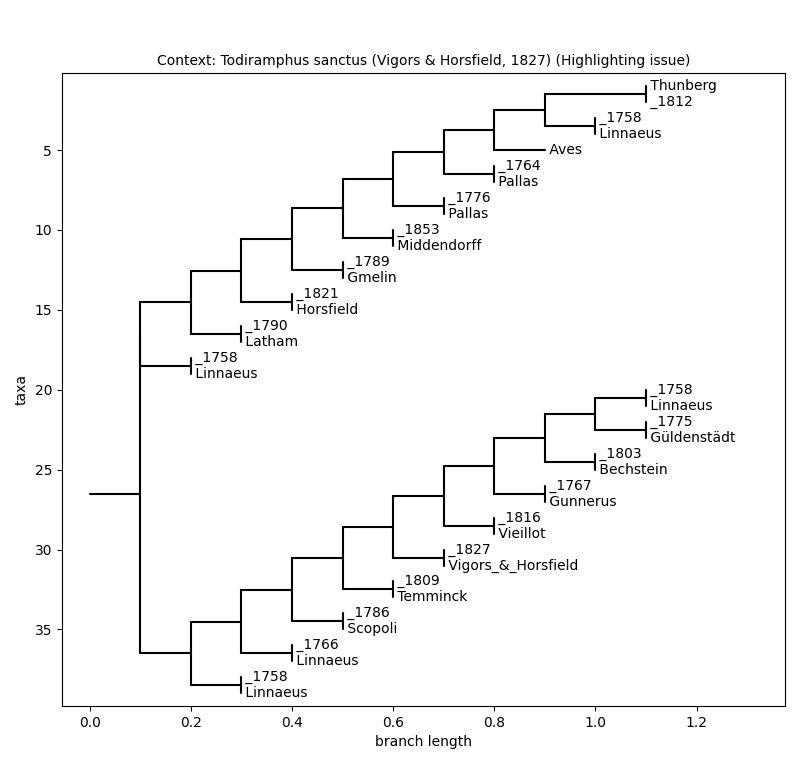 Context: Todiramphus sanctus (Vigors & Horsfield, 1827) (Highlighting issue)
Thunberg
_1812
_1758
Linnaeus
Aves
_1764
Pallas
_1776
Pallas
_1853
Middendorff
_1789
Gmelin
_1821
Horsfield
_1790
Latham
_1758
Linnaeus
_1758
Linnaeus
_1775
Güldenstädt
_1803
Bechstein
_1767
Gunnerus
_1816
Vieillot
_1827
Vigors_&_Horsfield
_1809
Temminck
_1786
Scopoli
_1766
Linnaeus
_1758
Linnaeus
taxa
5
10
15
20
25
30
35
0.0 0.2 0.4 0.6 0.8 1.0 1.2
branch length